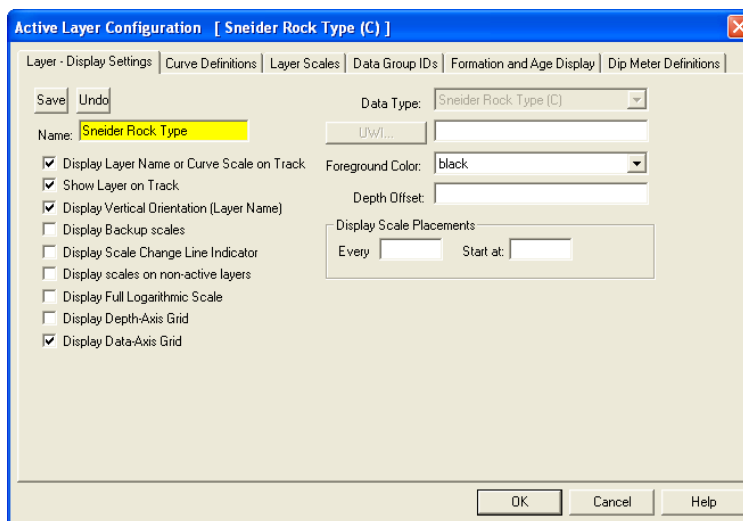 Active Layer Configuration [ Sneider Rock Type (C) ]
Layer - Display Settings Curve Definitions Layer Scales Data Group IDs Formation and Age Display Dip Meter Definitions
Save Undo
Name: Sneider Rock Type
Display Layer Name or Curve Scale on Track
Show Layer on Track
Display Vertical Orientation (Layer Name)
Display Backup scales
Display Scale Change Line Indicator
Display scales on non-active layers
Display Full Logarithmic Scale
Display Depth-Axis Grid
Display Data-Axis Grid
Data Type: Sneider Rock Type (C)
UWI...
Foreground Color: black
Depth Offset:
Display Scale Placements
Every Start at:
OK Cancel Help